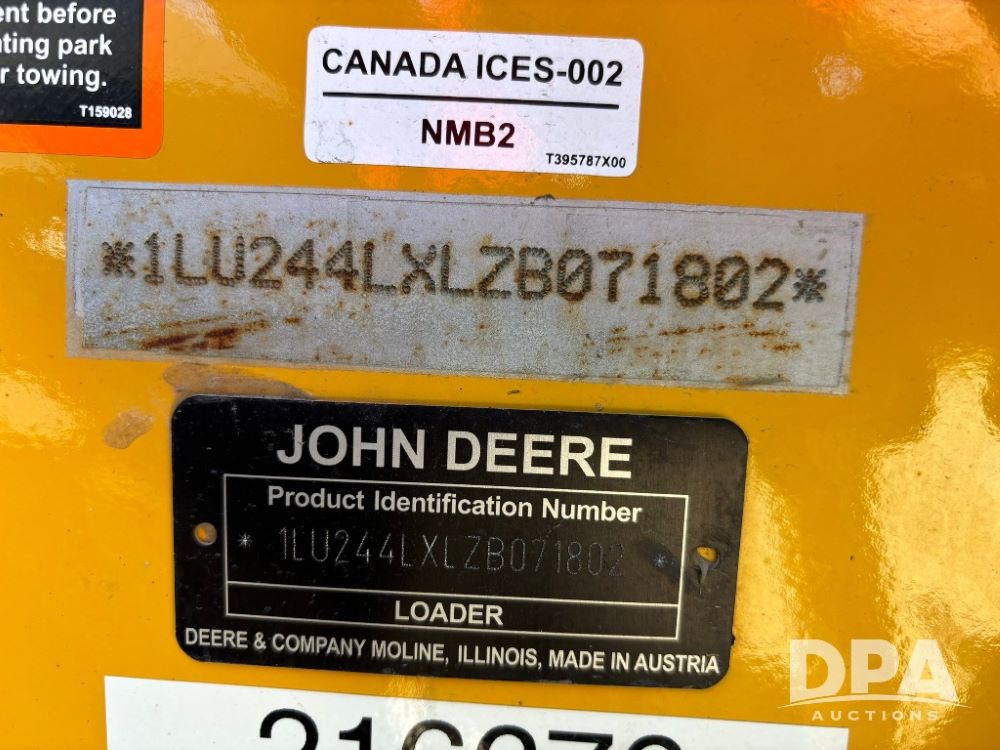 ent before
ating park
r towing.
T159028
CANADA ICES-002
NMB2
T395787X00
*1LU244LXLZB071802*
JOHN DEERE
Product Identification Number
* 1LU244LXLZB071802 *
LOADER
DEERE & COMPANY MOLINE, ILLINOIS, MADE IN AUSTRIA
DPA
AUCTIONS